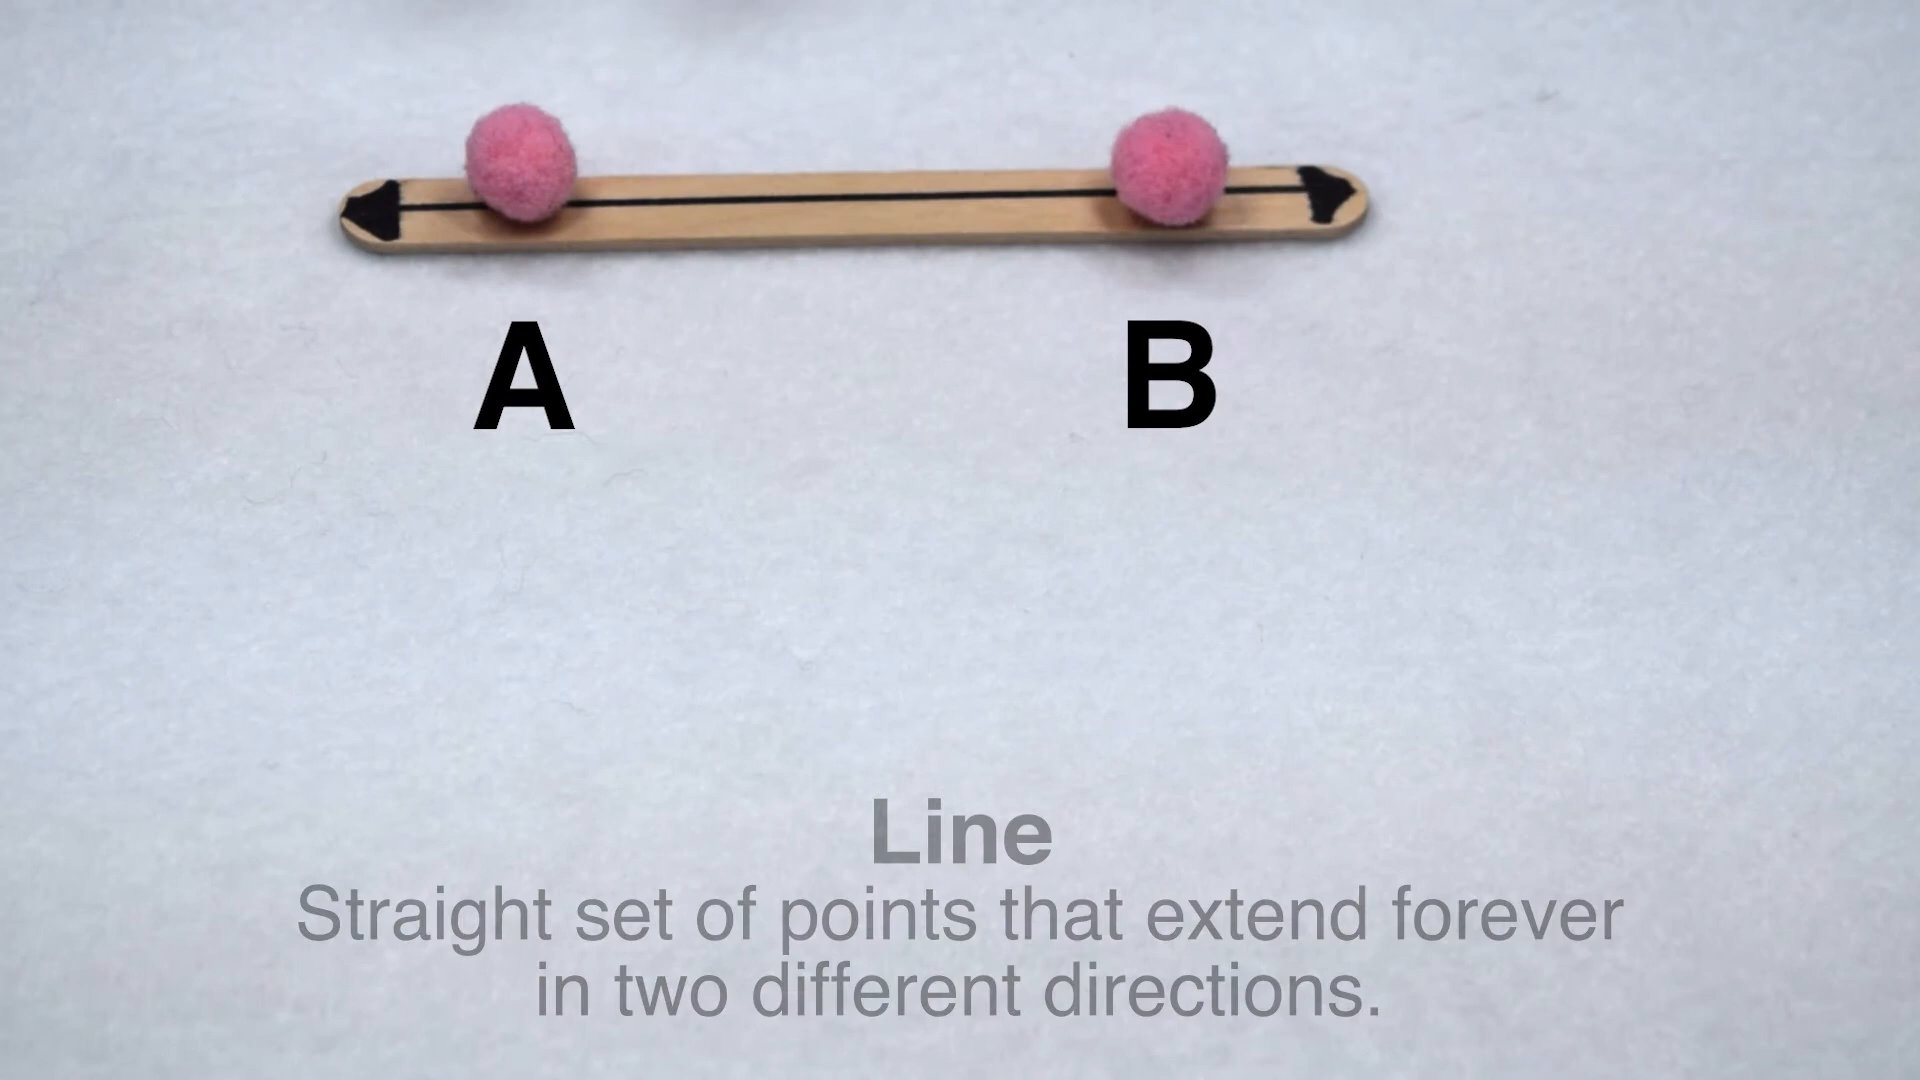 A B
Line
Straight set of points that extend forever
in two different directions.